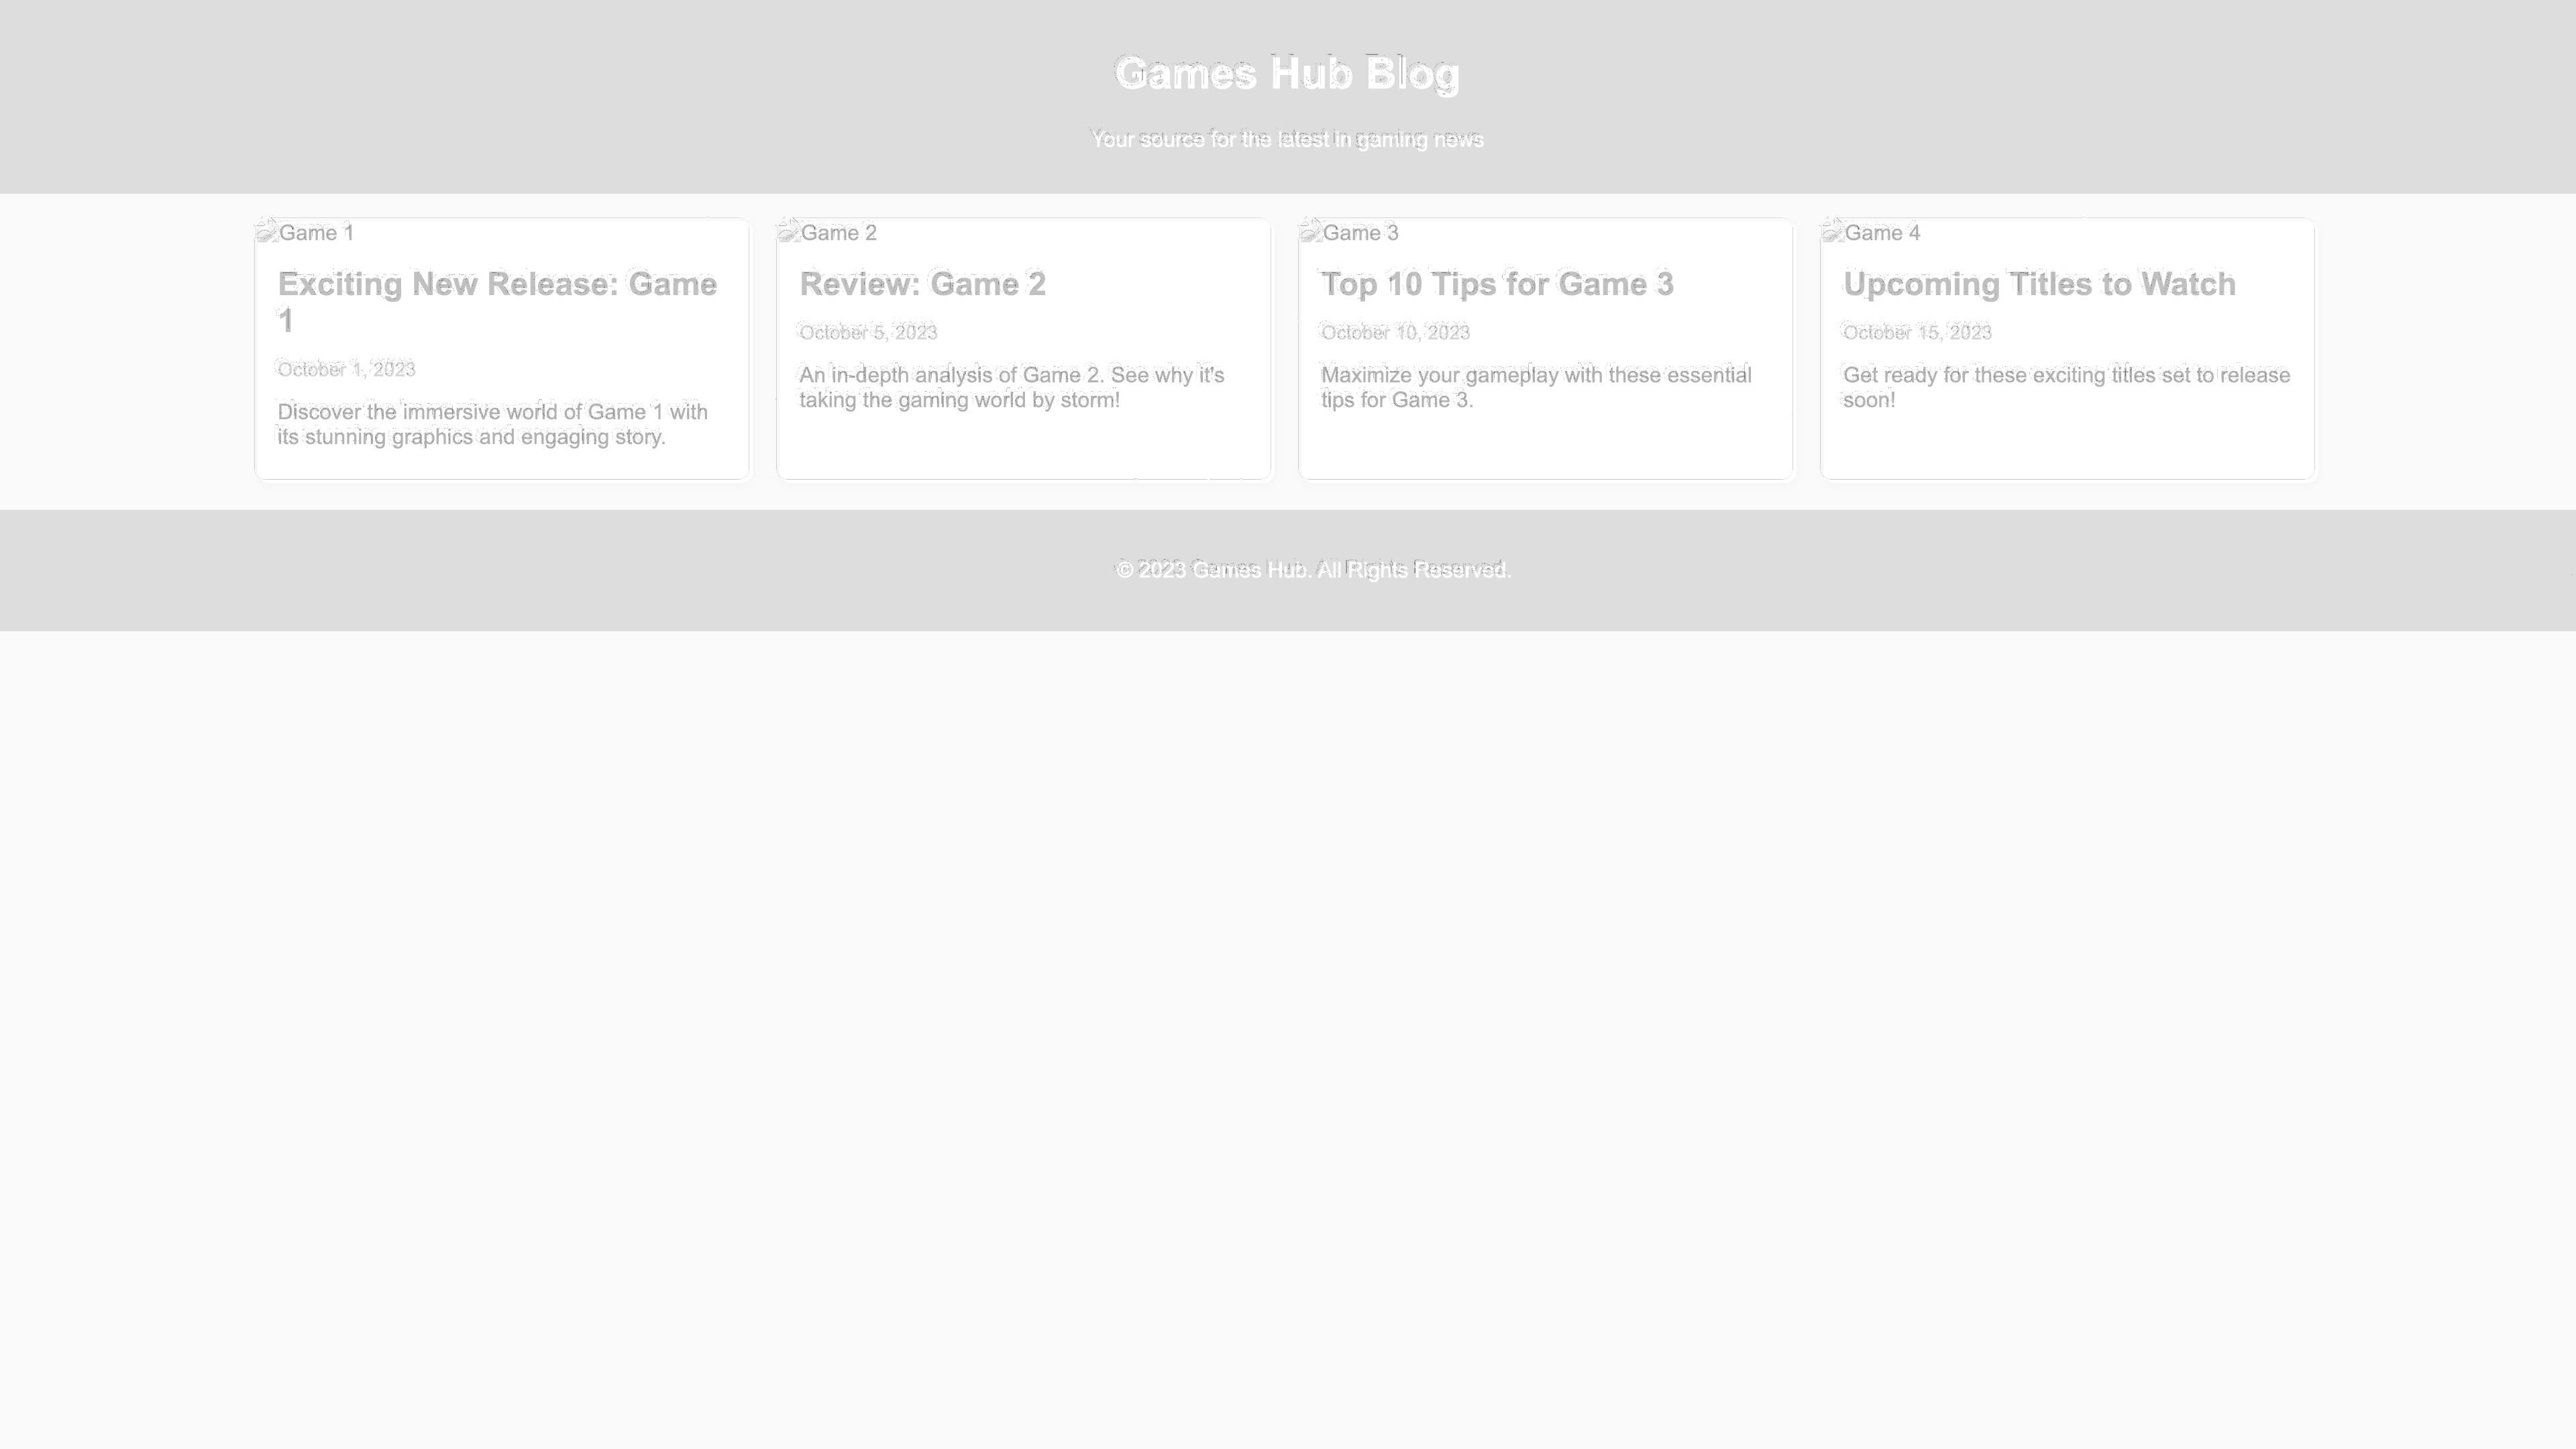 Games Hub Blog
Your source for the latest in gaming news
Game 1
Exciting New Release: Game
1
October 1, 2023
Discover the immersive world of Game 1 with
its stunning graphics and engaging story.
Game 2
Review: Game 2
October 5, 2023
An in-depth analysis of Game 2. See why it's
taking the gaming world by storm!
Game 3
Top 10 Tips for Game 3
October 10, 2023
Maximize your gameplay with these essential
tips for Game 3.
Game 4
Upcoming Titles to Watch
October 15, 2023
Get ready for these exciting titles set to release
soon!
© 2023 Games Hub. All Rights Reserved.